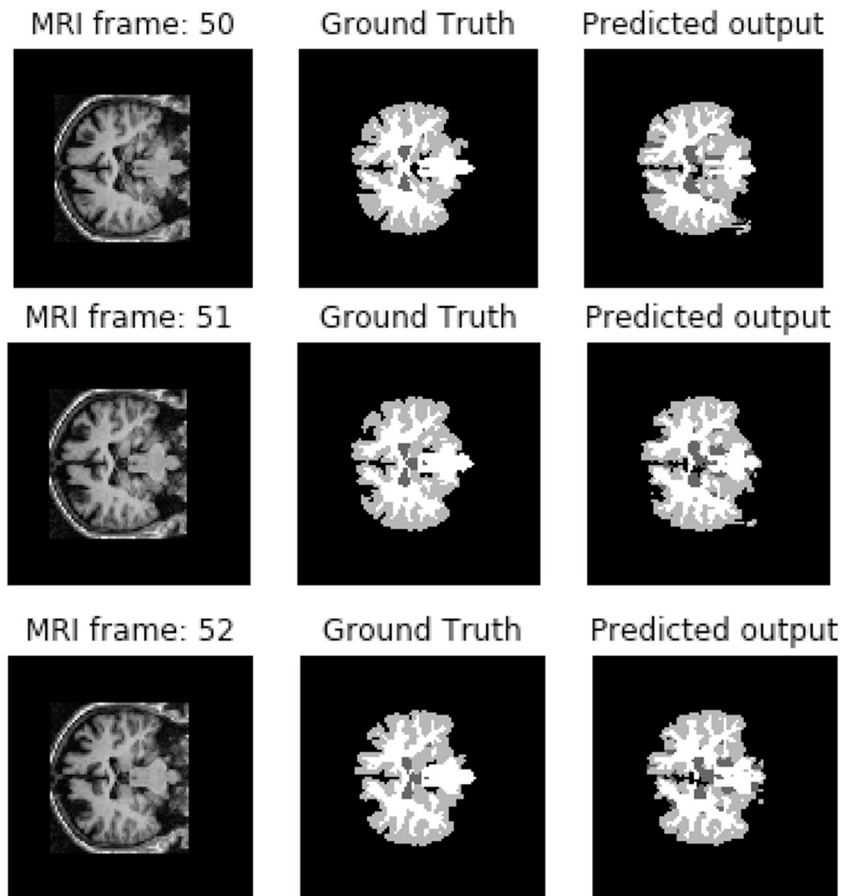 MRI frame: 50 Ground Truth Predicted output
MRI frame: 51 Ground Truth Predicted output
MRI frame: 52 Ground Truth Predicted output